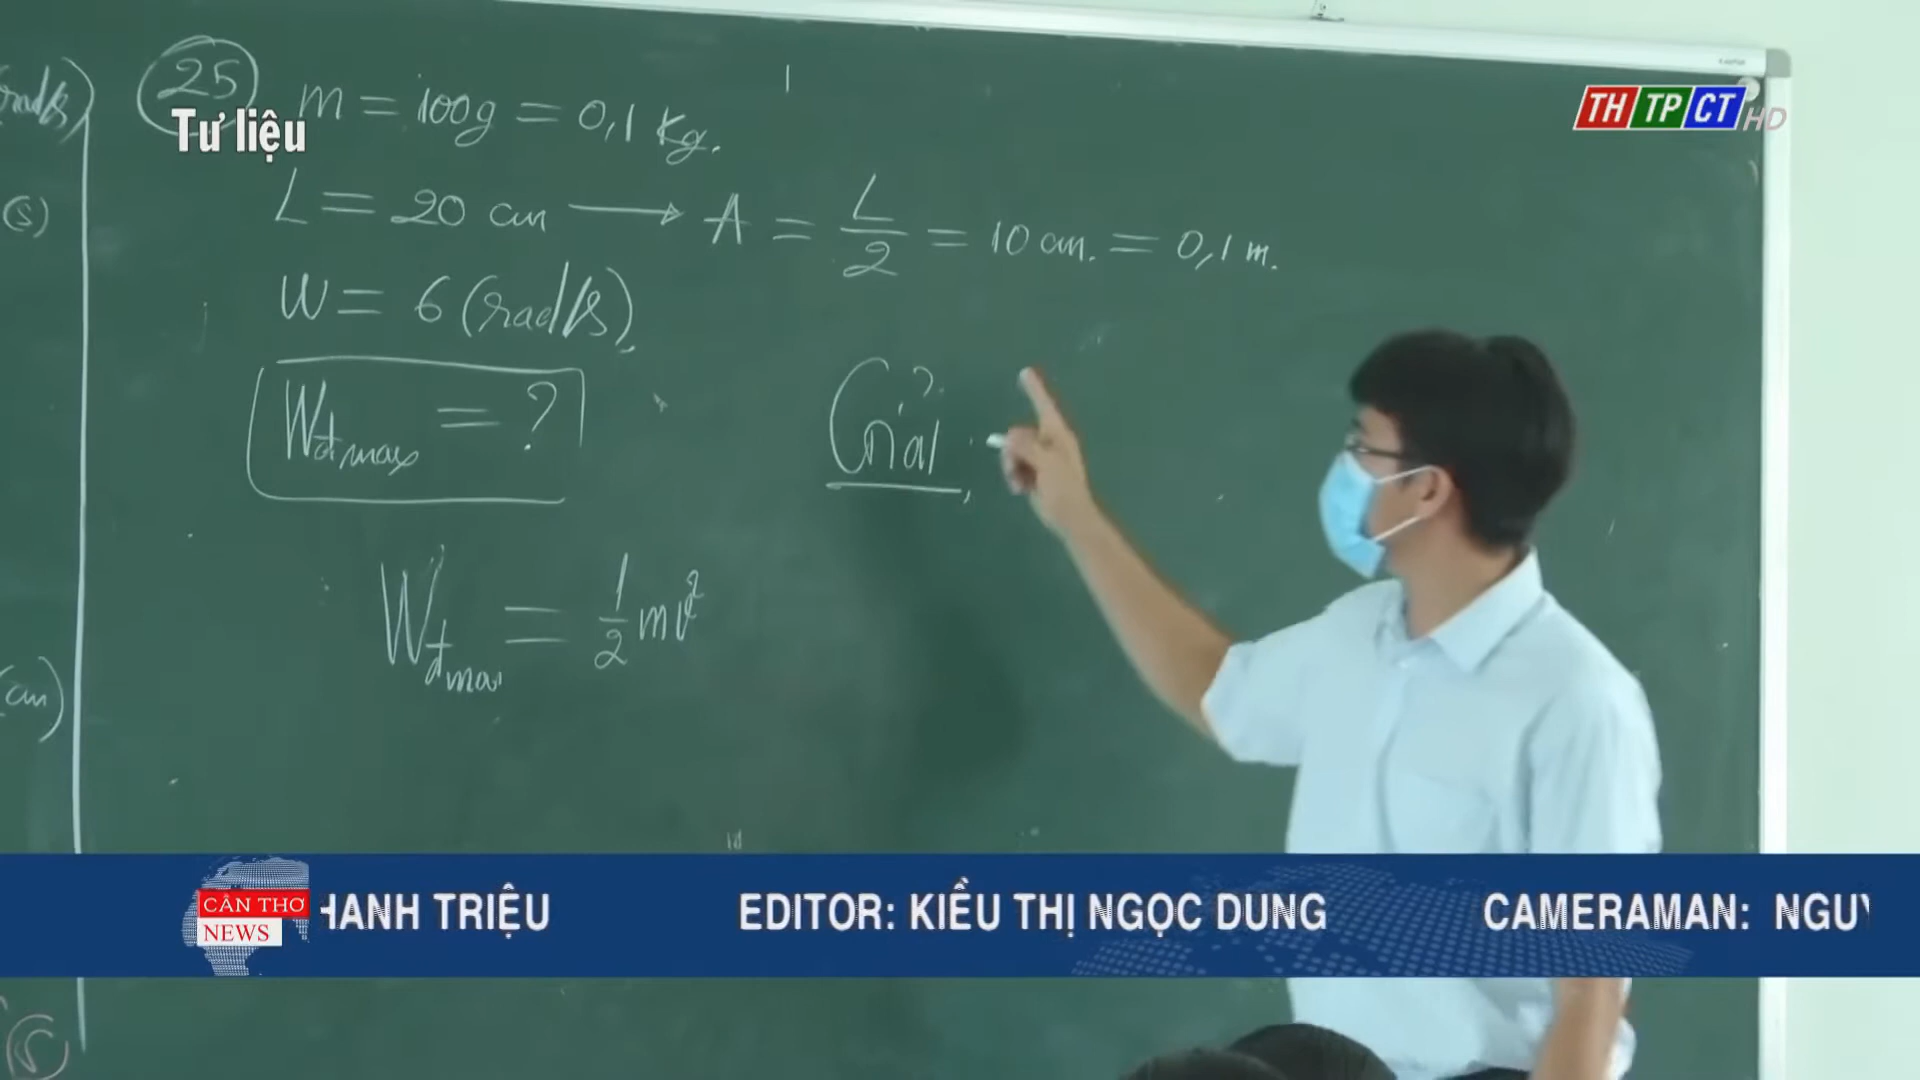 (rad/s)
(s)
(cm)
25
m = 100g = 0,1 kg.
L = 20 cm → A = L/2 = 10 cm. = 0,1 m.
ω = 6 (rad/s)
Wđmax = ?
Giải
Wđmax = 1/2 mv²
Tư liệu
TH TP CT HD
CẦN THƠ
NEWS
HANH TRIỆU EDITOR: KIỀU THỊ NGỌC DUNG CAMERAMAN: NGUY